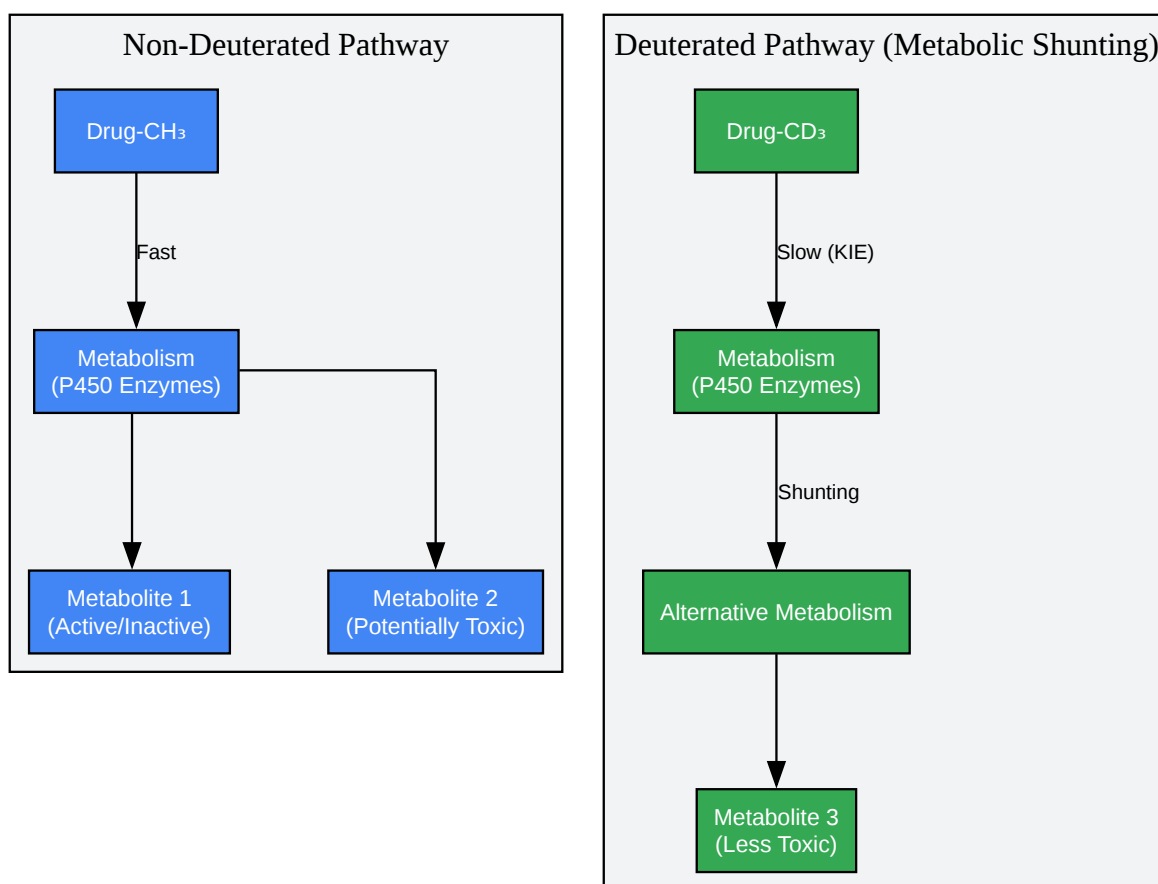 Non-Deuterated Pathway
Drug-CH₃
Fast
Metabolism
(P450 Enzymes)
Metabolite 1
(Active/Inactive)
Metabolite 2
(Potentially Toxic)
Deuterated Pathway (Metabolic Shunting)
Drug-CD₃
Slow (KIE)
Metabolism
(P450 Enzymes)
Shunting
Alternative Metabolism
Metabolite 3
(Less Toxic)